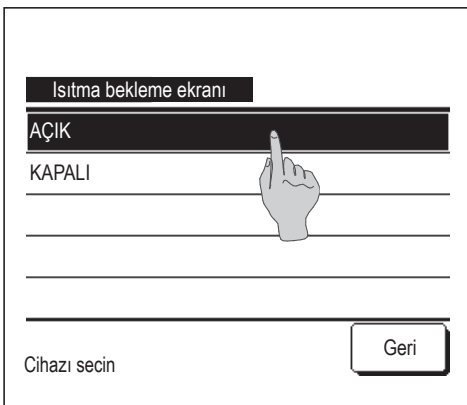 Isıtma bekleme ekranı
AÇIK
KAPALI
Geri
Cihazı secin